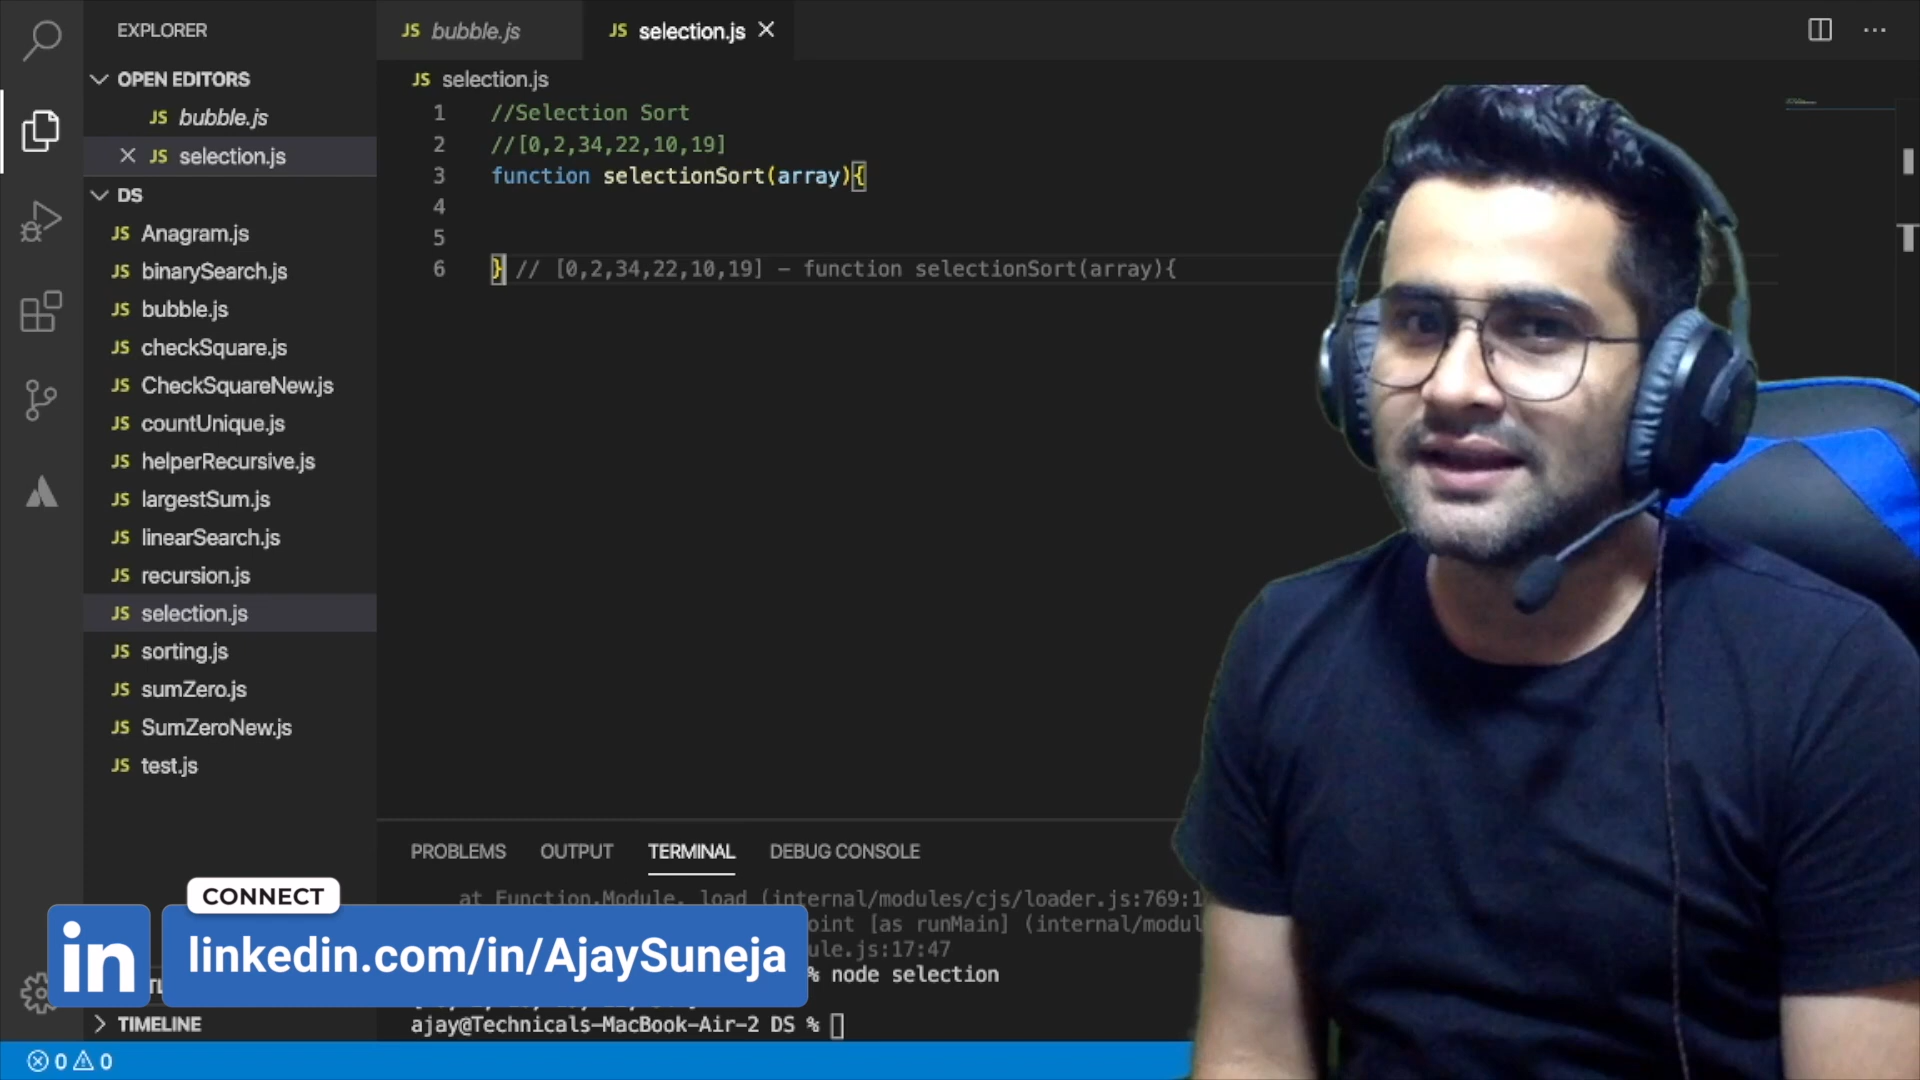 EXPLORER
OPEN EDITORS
JS bubble.js
JS selection.js
DS
JS Anagram.js
JS binarySearch.js
JS bubble.js
JS checkSquare.js
JS CheckSquareNew.js
JS countUnique.js
JS helperRecursive.js
JS largestSum.js
JS linearSearch.js
JS recursion.js
JS selection.js
JS sorting.js
JS sumZero.js
JS SumZeroNew.js
JS test.js
TIMELINE
JS bubble.js
JS selection.js
JS selection.js
1 //Selection Sort
2 //[0,2,34,22,10,19]
3 function selectionSort(array){
4
5
6 } // [0,2,34,22,10,19] – function selectionSort(array){
PROBLEMS OUTPUT TERMINAL DEBUG CONSOLE
at Function.Module._load (internal/modules/cjs/loader.js:769:1
oint [as runMain] (internal/modul
ule.js:17:47
% node selection
ajay@Technicals-MacBook-Air-2 DS %
CONNECT
in
linkedin.com/in/AjaySuneja
0 0